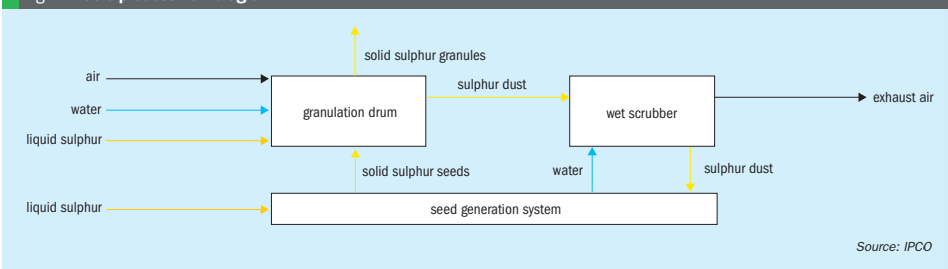 solid sulphur granules
air
sulphur dust
exhaust air
water
granulation drum
wet scrubber
liquid sulphur
solid sulphur seeds
water
sulphur dust
liquid sulphur
seed generation system
Source: IPCO